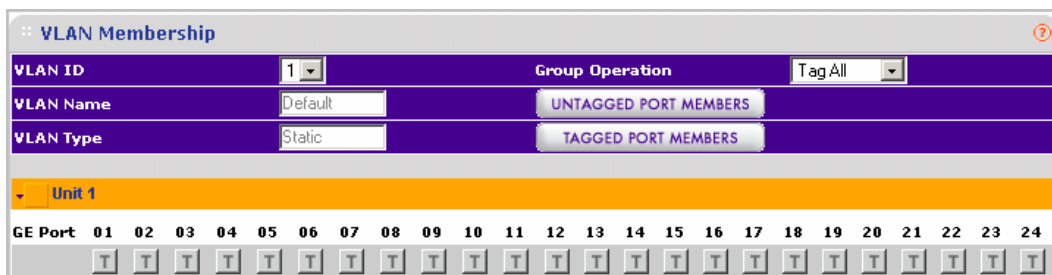 VLAN Membership ?
VLAN ID 1 Group Operation Tag All
VLAN Name Default UNTAGGED PORT MEMBERS
VLAN Type Static TAGGED PORT MEMBERS
Unit 1
GE Port 01 02 03 04 05 06 07 08 09 10 11 12 13 14 15 16 17 18 19 20 21 22 23 24
T T T T T T T T T T T T T T T T T T T T T T T T